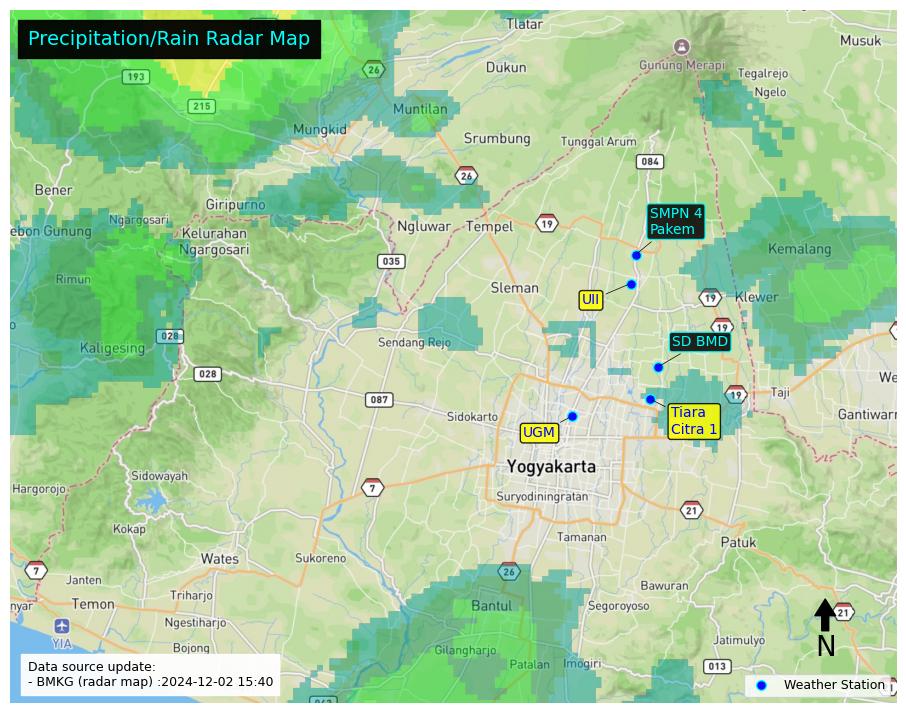 Precipitation/Rain Radar Map
Tlatar
Musuk
Gunung Merapi
Dukun
Tegalrejo
Ngelo
26
193
215
Muntilan
Mungkid
Srumbung
Tunggal Arum
084
26
Bener
Giripurno
SMPN 4
Pakem
Ngargosari
ebon Gunung
Kelurahan
Ngargosari
Ngluwar
Tempel
19
Kemalang
035
Rimun
Sleman
UII
19
Klewer
19
028
Kaligesing
Sendang Rejo
SD BMD
028
We
087
19
Taji
Sidokarto
Tiara
Citra 1
Gantiwarn
UGM
Yogyakarta
Sidowayah
Hargorojo
7
Suryodiningratan
21
Kokap
Tamanan
Patuk
Wates
Sukoreno
7
26
Janten
Bawuran
nyar
Temon
Triharjo
Bantul
Segoroyoso
21
Ngestiharjo
YIA
N
Bojong
Gilangharjo
Jatimulyo
Patalan
Imogiri
013
Data source update:
- BMKG (radar map) :2024-12-02 15:40
Weather Station